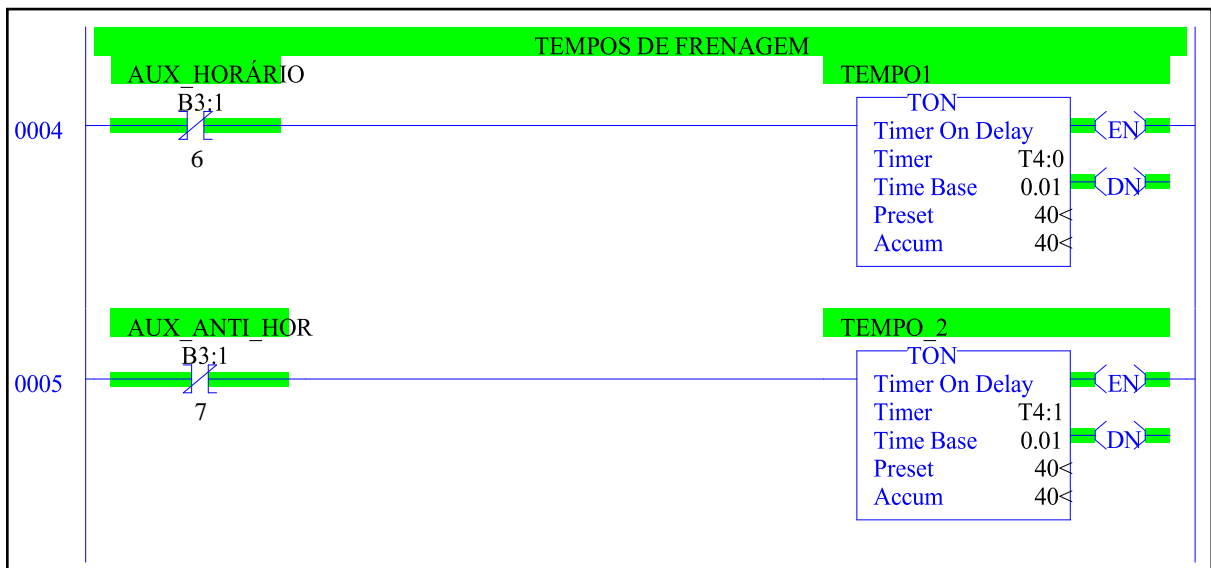 TEMPOS DE FRENAGEM
AUX_HORÁRIO
B3:1
6
0004
TEMPO1
TON
Timer On Delay
Timer T4:0
Time Base 0.01
Preset 40<
Accum 40<
EN
DN
AUX_ANTI_HOR
B3:1
7
0005
TEMPO_2
TON
Timer On Delay
Timer T4:1
Time Base 0.01
Preset 40<
Accum 40<
EN
DN